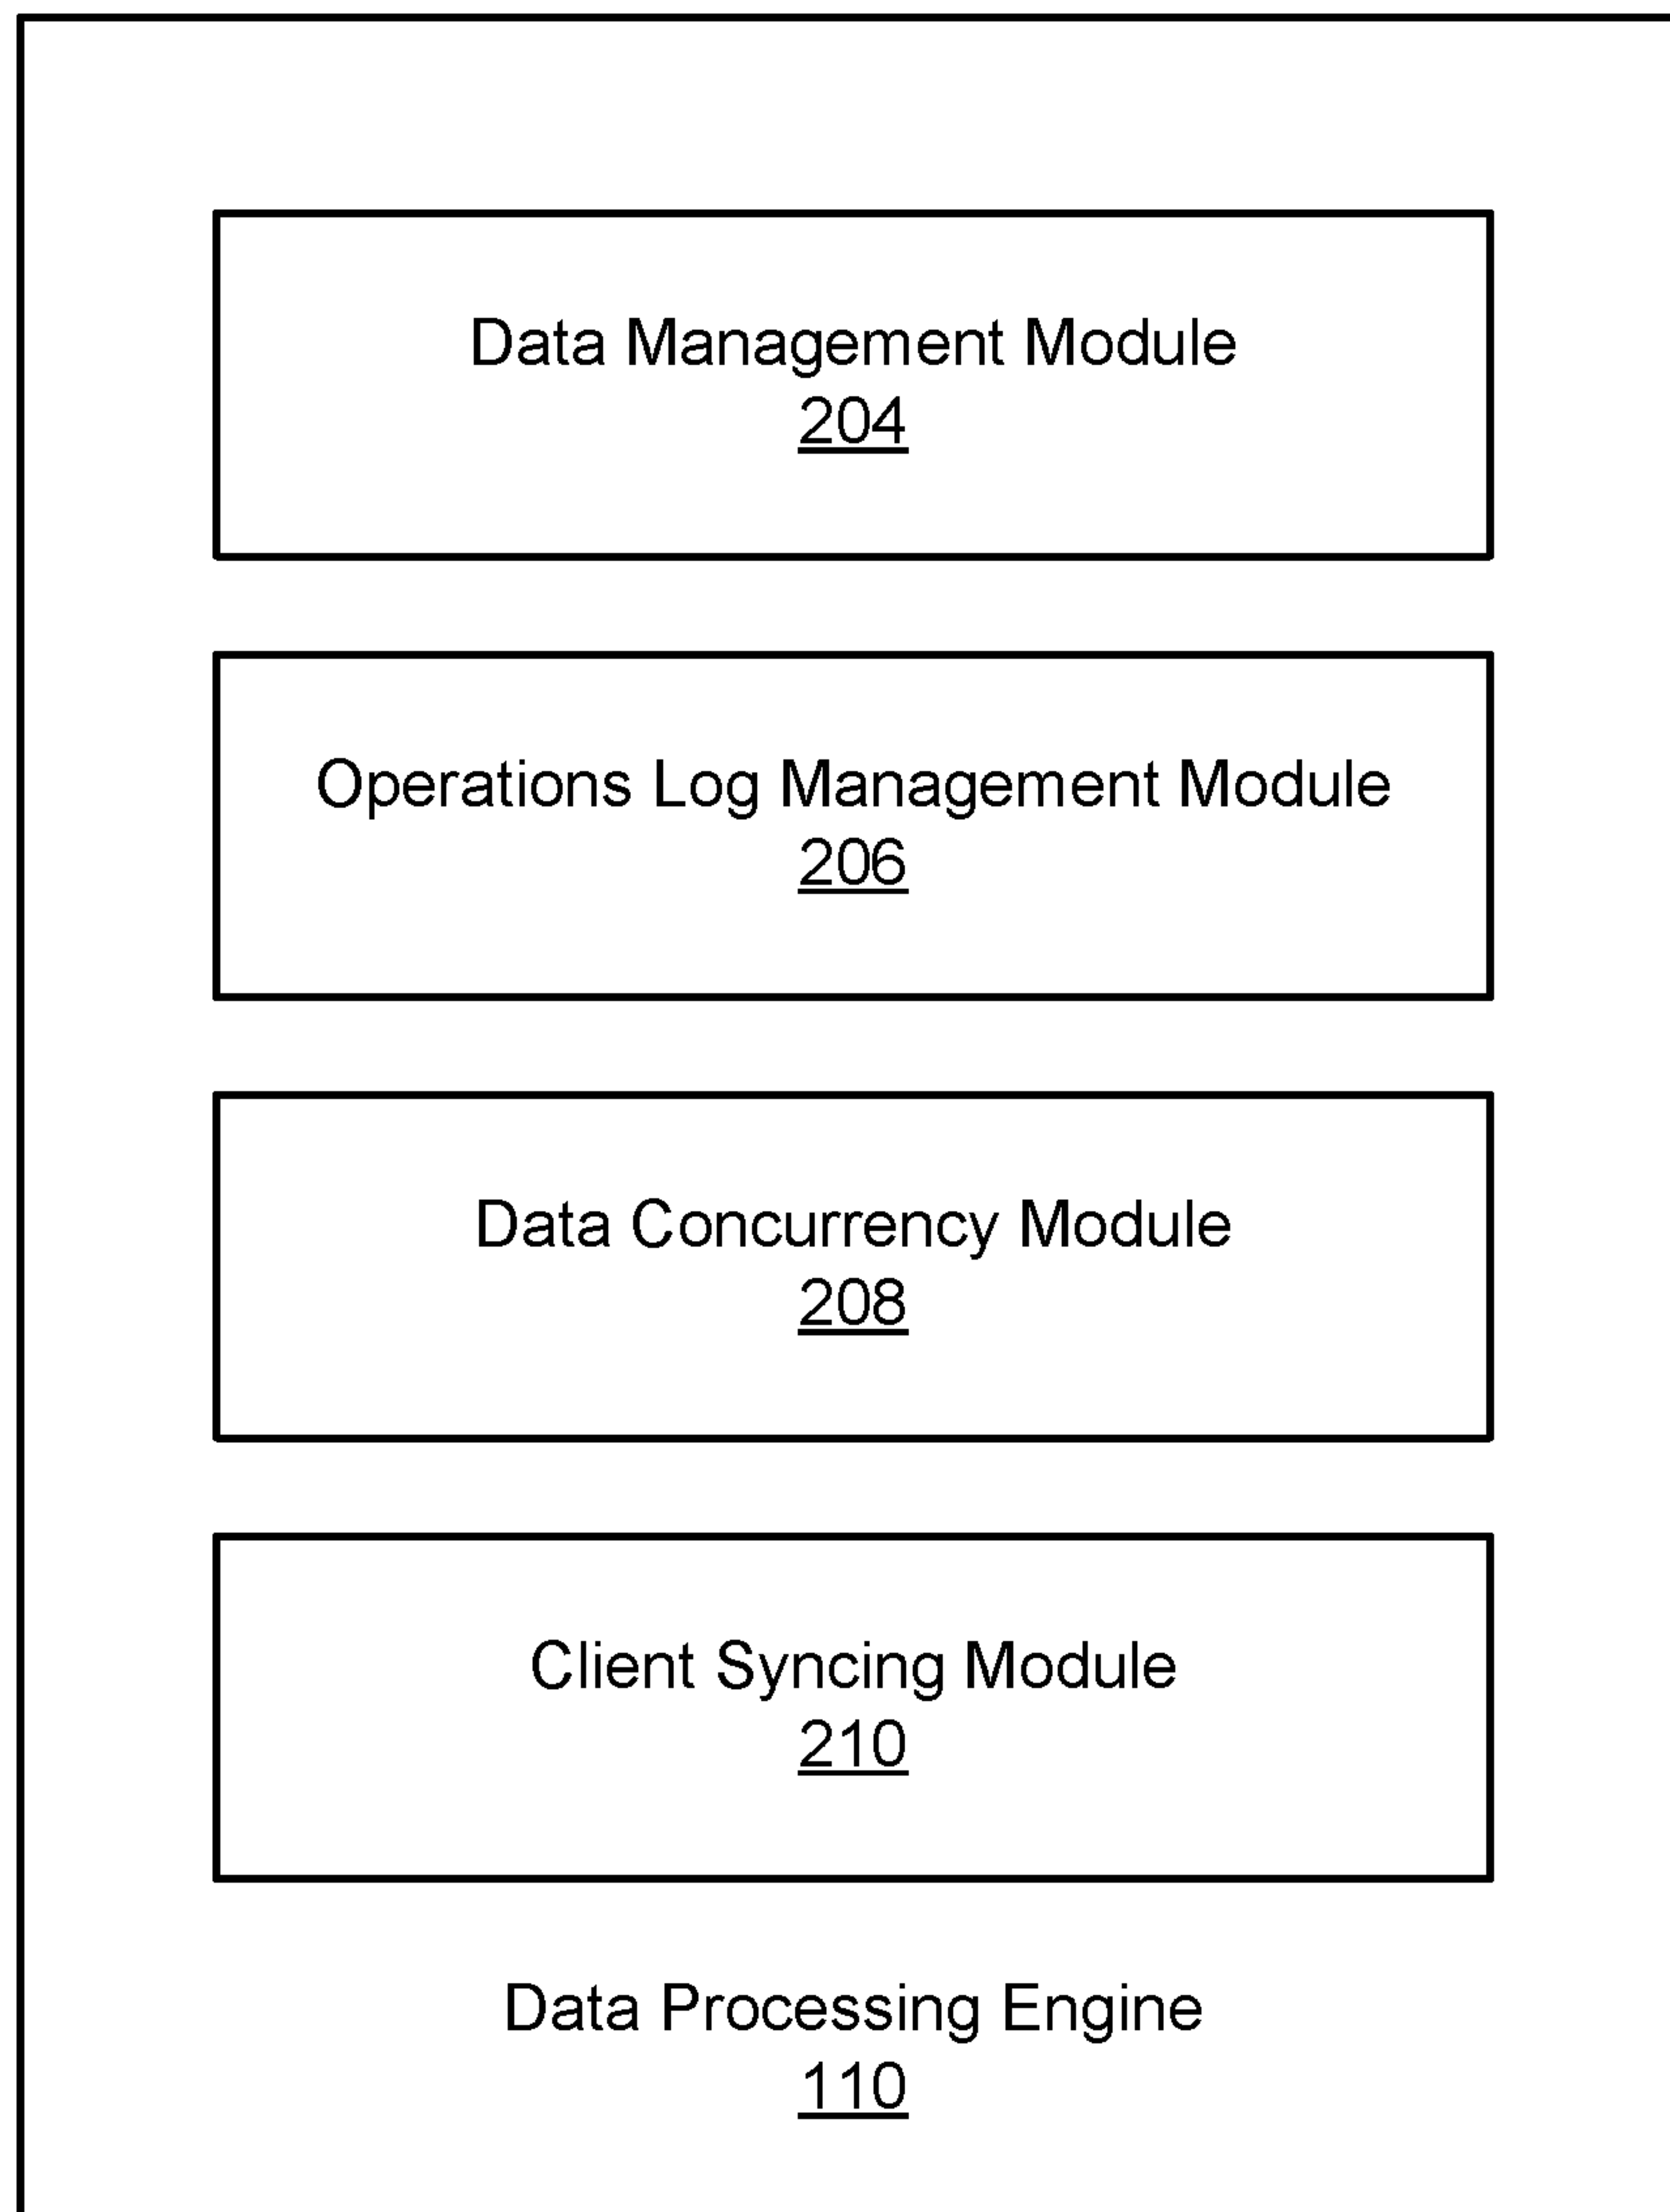 Data Management Module
204
Operations Log Management Module
206
Data Concurrency Module
208
Client Syncing Module
210
Data Processing Engine
110